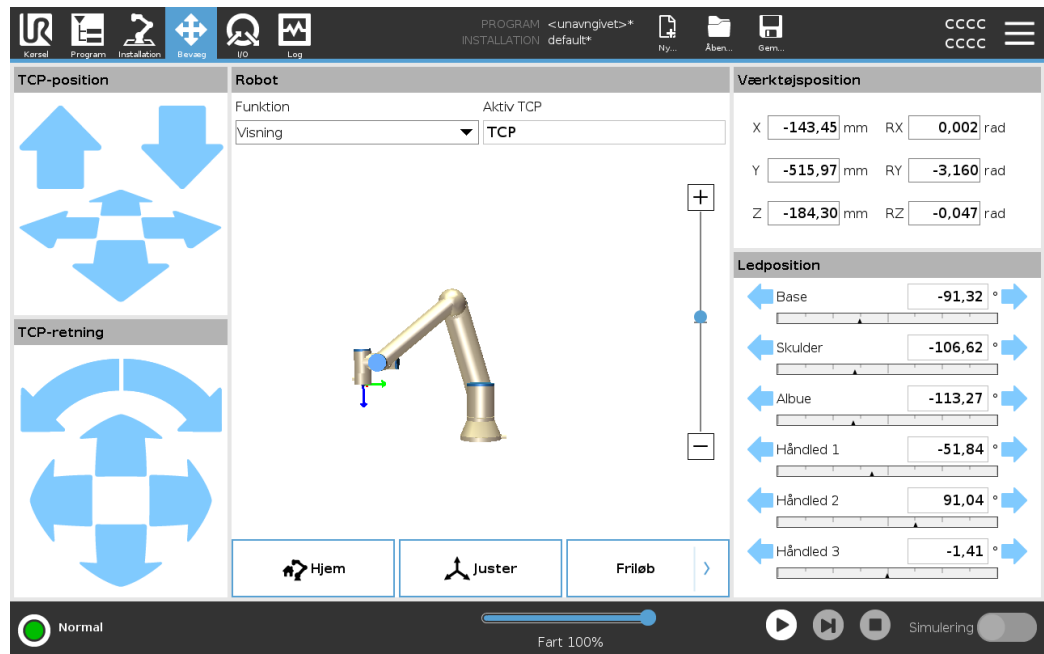 UR
PROGRAM <unavngivet>*
INSTALLATION default*
Kørsel Program Installation Bevæg I/O Log
Ny... Åben... Gem...
CCCC
CCCC
TCP-position
Robot
Funktion Aktiv TCP
Visning TCP
Værktøjsposition
X -143,45 mm RX 0,002 rad
Y -515,97 mm RY -3,160 rad
Z -184,30 mm RZ -0,047 rad
TCP-retning
Ledposition
Base -91,32 °
Skulder -106,62 °
Albue -113,27 °
Håndled 1 -51,84 °
Håndled 2 91,04 °
Håndled 3 -1,41 °
Hjem Juster Friløb
Normal
Fart 100%
Simulering